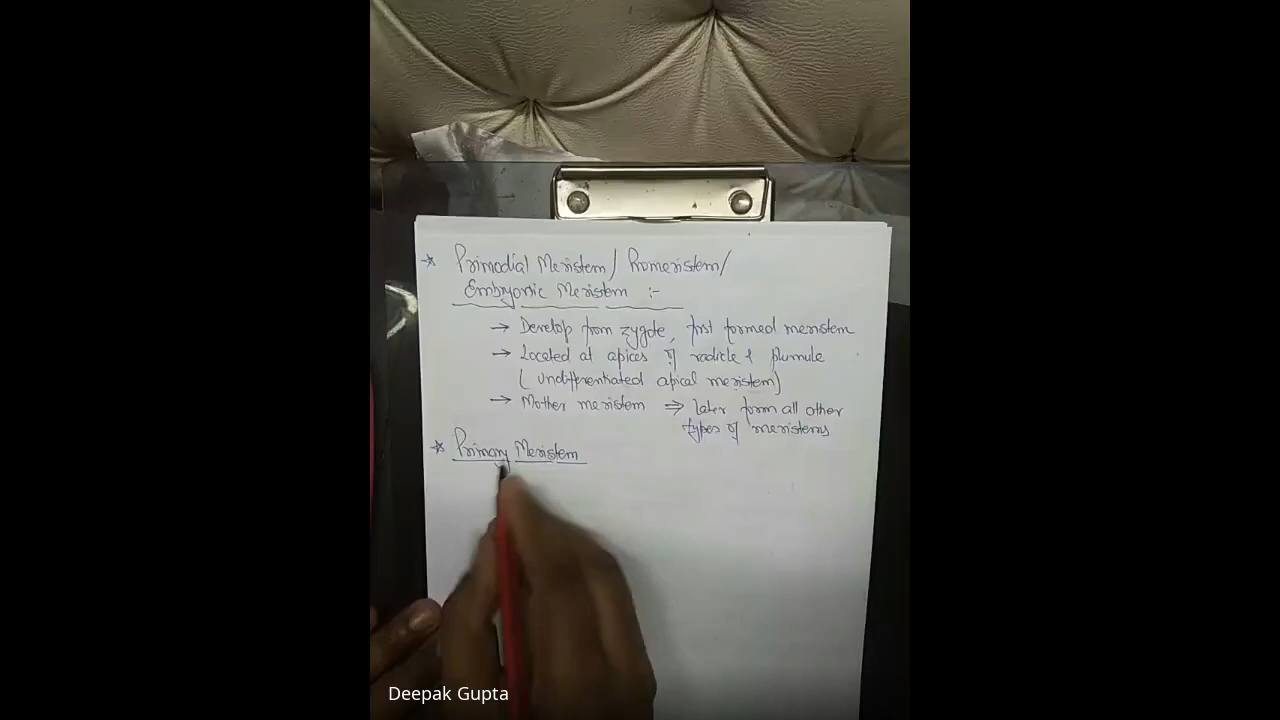 ☆ Primodial Meristem / Promeristem /
Embryonic Meristem :-
→ Develop from zygote, first formed meristem
→ Located at apices of radicle & plumule
( undifferentiated apical meristem)
→ Mother meristem ⇒ later form all other
types of meristems
☆ Primary Meristem
Deepak Gupta